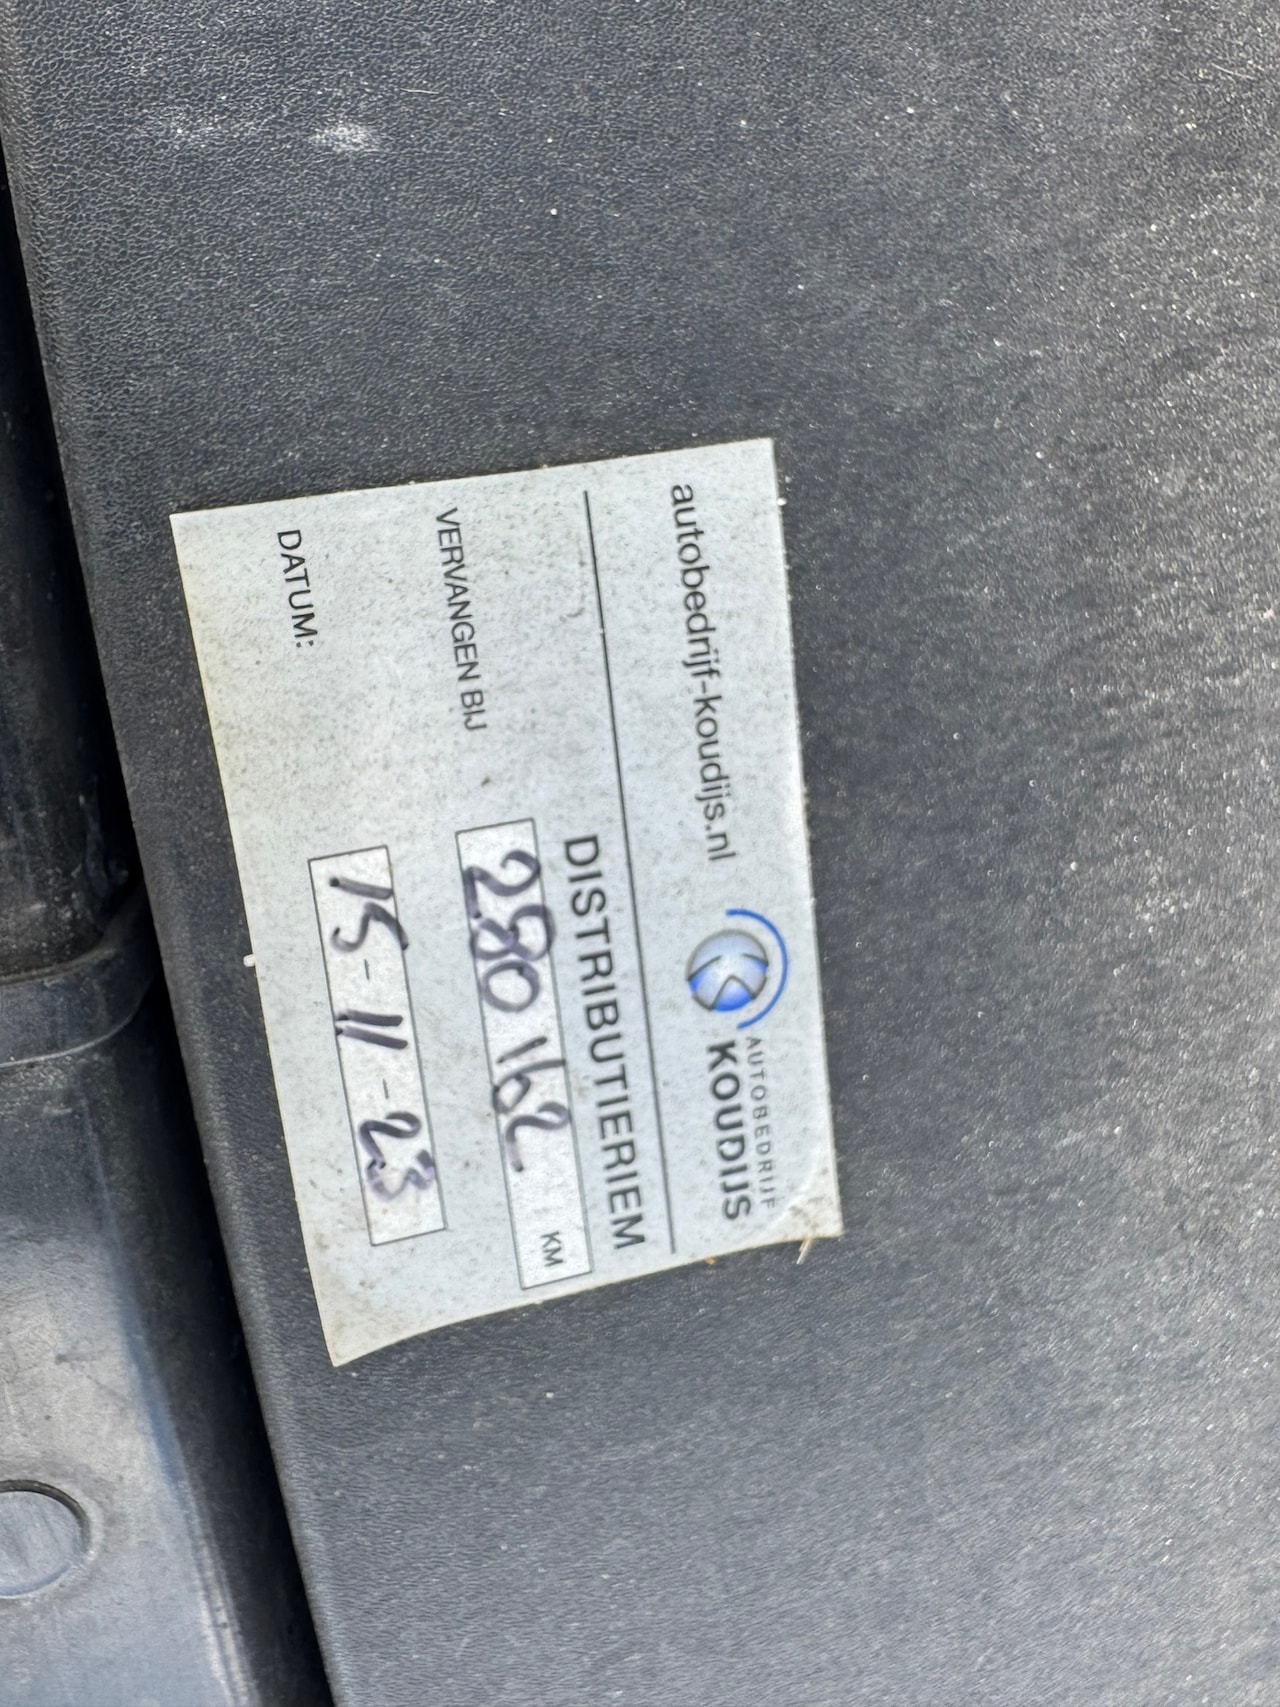 autobedrijf-koudijs.nl
AUTOBEDRIJF
KOUDIJS
DISTRIBUTIERIEM
VERVANGEN BIJ 280162 KM
DATUM: 15-11-23